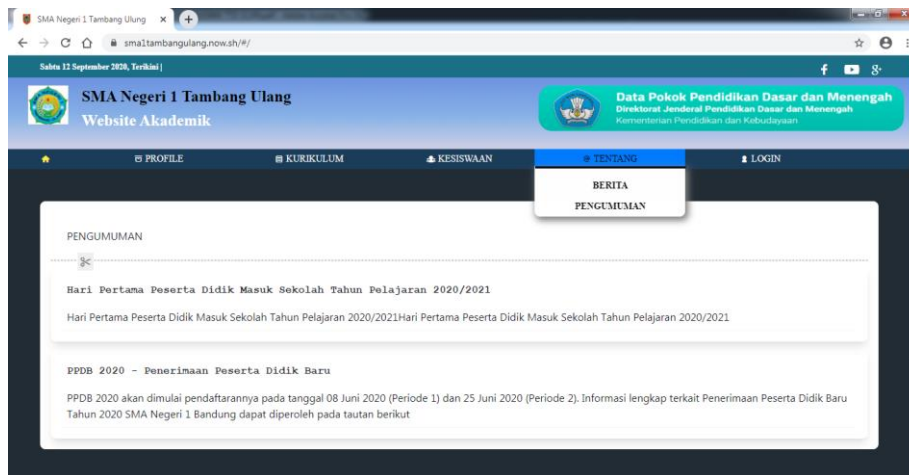 SMA Negeri 1 Tambang Ulung
sma1tambangulang.now.sh/#/
Sabtu 12 September 2020, Terikini |
SMA Negeri 1 Tambang Ulang
Website Akademik
Data Pokok Pendidikan Dasar dan Menengah
Direktorat Jenderal Pendidikan Dasar dan Menengah
Kementerian Pendidikan dan Kebudayaan
PROFILE KURIKULUM KESISWAAN TENTANG LOGIN
BERITA
PENGUMUMAN
PENGUMUMAN
Hari Pertama Peserta Didik Masuk Sekolah Tahun Pelajaran 2020/2021
Hari Pertama Peserta Didik Masuk Sekolah Tahun Pelajaran 2020/2021Hari Pertama Peserta Didik Masuk Sekolah Tahun Pelajaran 2020/2021
PPDB 2020 - Penerimaan Peserta Didik Baru
PPDB 2020 akan dimulai pendaftarannya pada tanggal 08 Juni 2020 (Periode 1) dan 25 Juni 2020 (Periode 2). Informasi lengkap terkait Penerimaan Peserta Didik Baru
Tahun 2020 SMA Negeri 1 Bandung dapat diperoleh pada tautan berikut